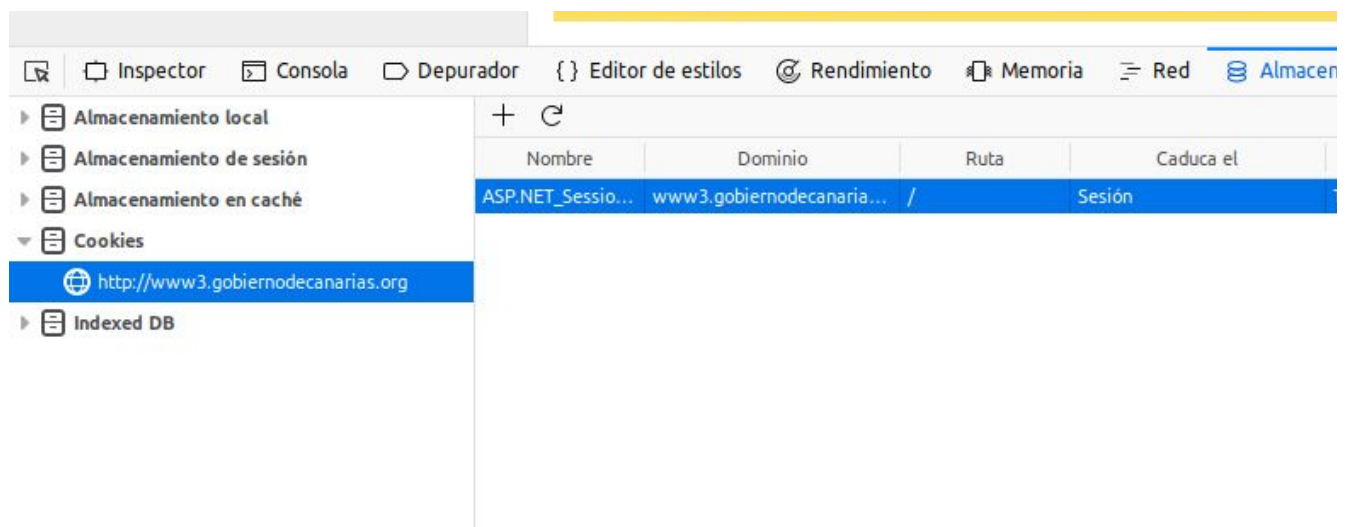 Inspector Consola Depurador {} Editor de estilos Rendimiento Memoria Red Almacen
Almacenamiento local
Almacenamiento de sesión
Almacenamiento en caché
Cookies
http://www3.gobiernodecanarias.org
Indexed DB
Nombre Dominio Ruta Caduca el
ASP.NET_Sessio... www3.gobiernodecanaria... / Sesión